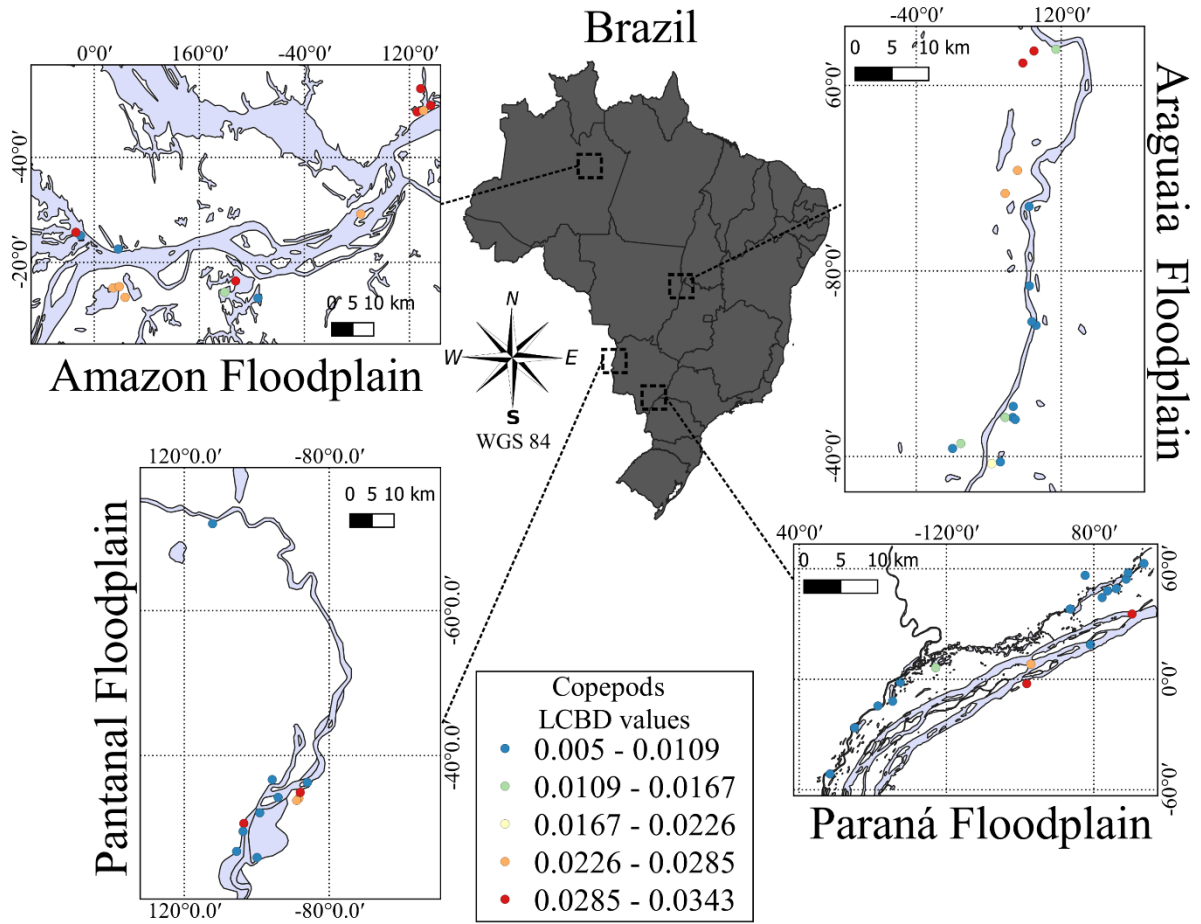 Brazil
0°0′ 160°0′ -40°0′ 120°0′
-40°0′
-20°0′
0 5 10 km
Amazon Floodplain
-40°0′ 120°0′
0 5 10 km
60°0′
-80°0′
-40°0′
Araguaia Floodplain
N
W E
S
WGS 84
120°0.0′ -80°0.0′
0 5 10 km
-60°0.0′
-40°0.0′
120°0.0′ -80°0.0′
Pantanal Floodplain
40°0′ -120°0′ 80°0′
0 5 10 km
60°0′
0°0′
-60°0′
Paraná Floodplain
Copepods
LCBD values
0.005 - 0.0109
0.0109 - 0.0167
0.0167 - 0.0226
0.0226 - 0.0285
0.0285 - 0.0343